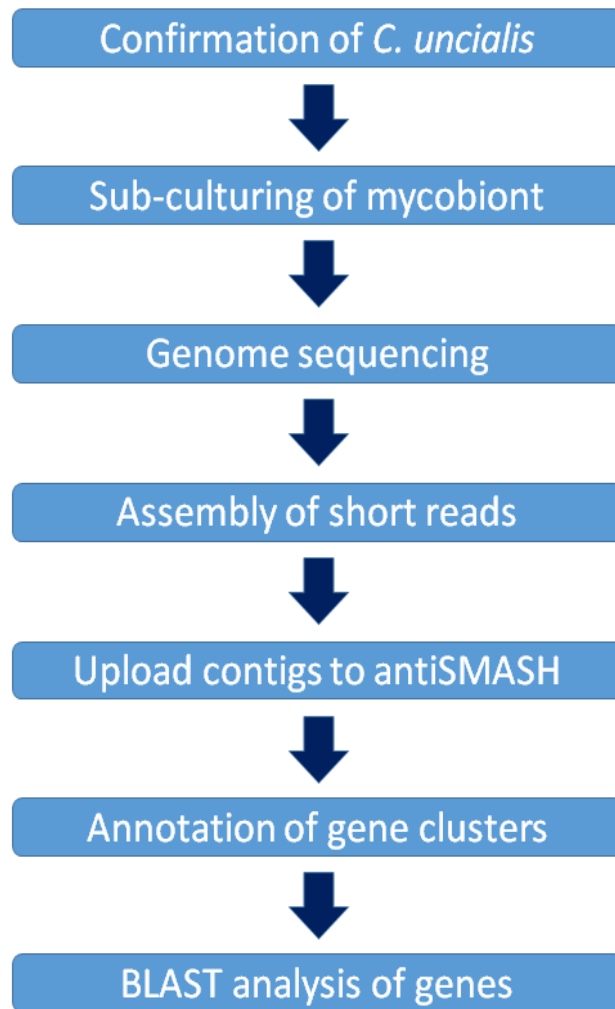 Confirmation of C. uncialis
Sub-culturing of mycobiont
Genome sequencing
Assembly of short reads
Upload contigs to antiSMASH
Annotation of gene clusters
BLAST analysis of genes